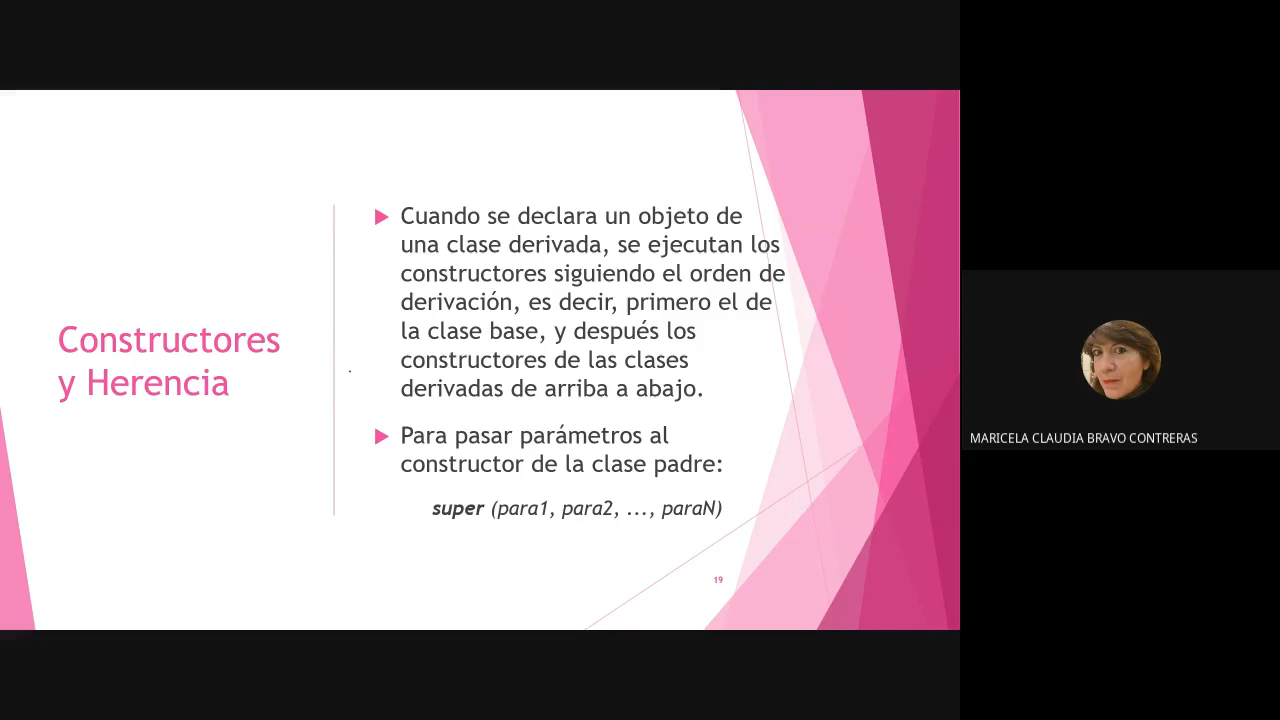 Constructores
y Herencia
Cuando se declara un objeto de
una clase derivada, se ejecutan los
constructores siguiendo el orden de
derivación, es decir, primero el de
la clase base, y después los
constructores de las clases
derivadas de arriba a abajo.
Para pasar parámetros al
constructor de la clase padre:
super (para1, para2, ..., paraN)
19
MARICELA CLAUDIA BRAVO CONTRERAS